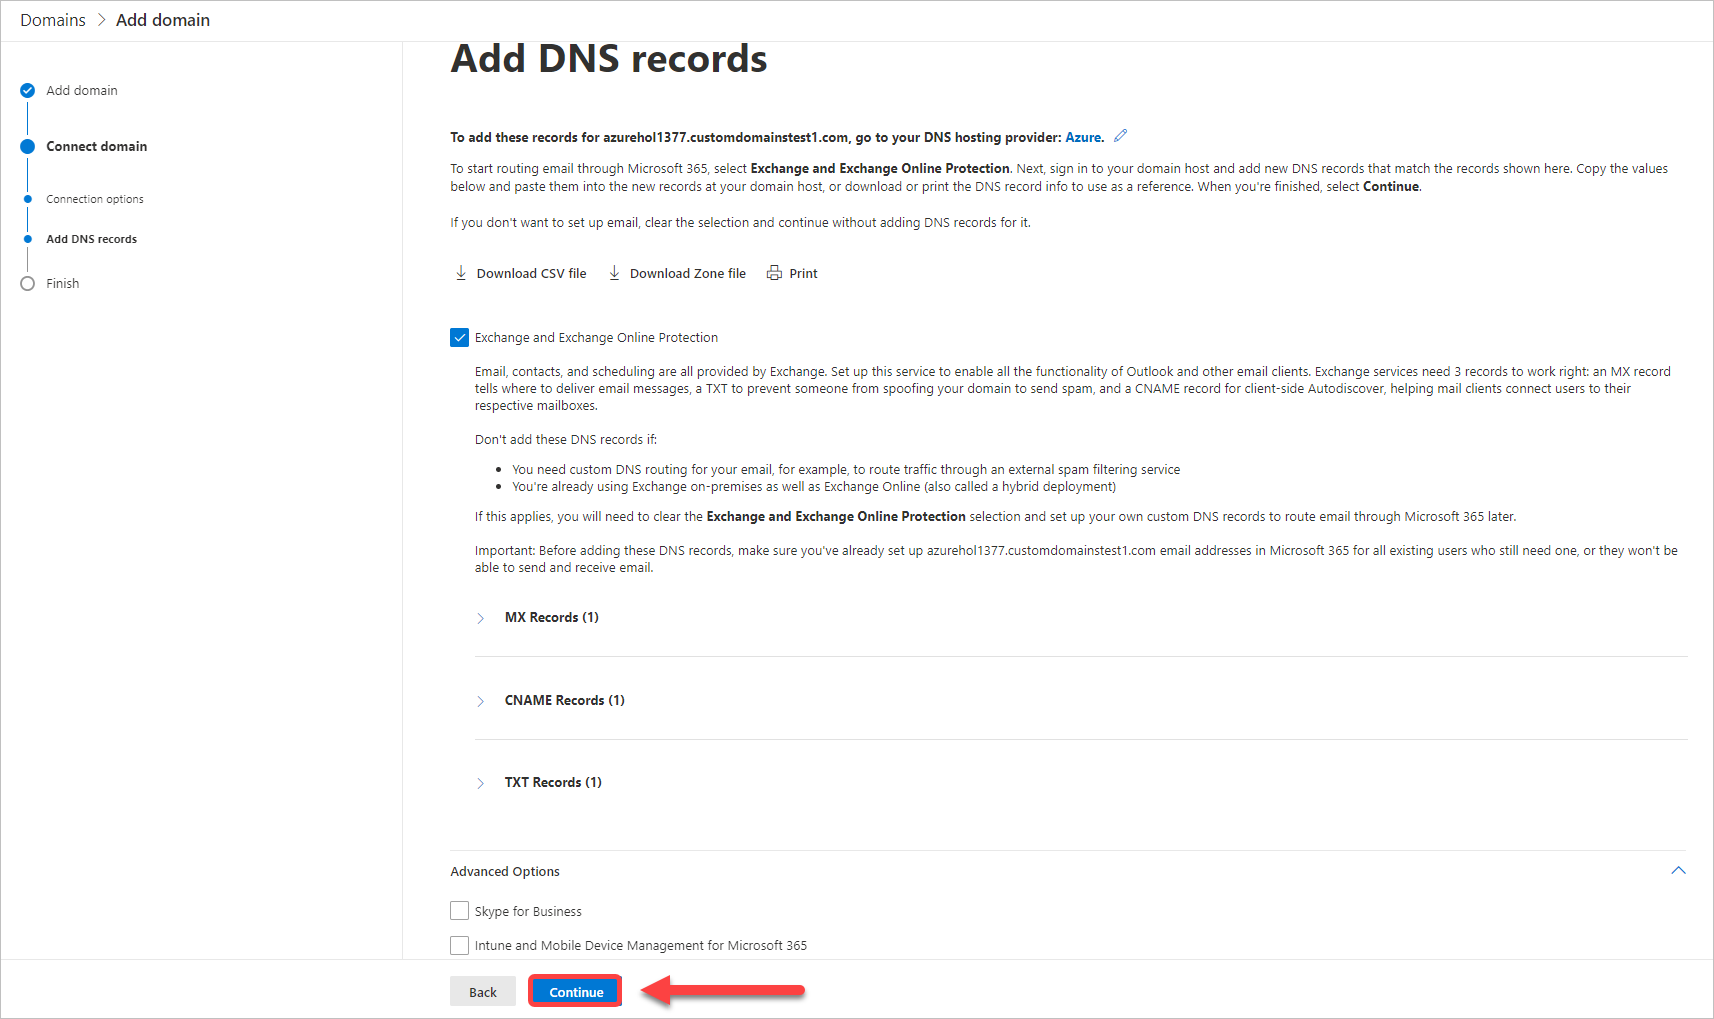 Domains > Add domain
Add domain
Connect domain
Connection options
Add DNS records
Finish
Add DNS records
To add these records for azurehol1377.customdomainstest1.com, go to your DNS hosting provider: Azure.
To start routing email through Microsoft 365, select Exchange and Exchange Online Protection. Next, sign in to your domain host and add new DNS records that match the records shown here. Copy the values
below and paste them into the new records at your domain host, or download or print the DNS record info to use as a reference. When you're finished, select Continue.
If you don't want to set up email, clear the selection and continue without adding DNS records for it.
Download CSV file Download Zone file Print
Exchange and Exchange Online Protection
Email, contacts, and scheduling are all provided by Exchange. Set up this service to enable all the functionality of Outlook and other email clients. Exchange services need 3 records to work right: an MX record
tells where to deliver email messages, a TXT to prevent someone from spoofing your domain to send spam, and a CNAME record for client-side Autodiscover, helping mail clients connect users to their
respective mailboxes.
Don't add these DNS records if:
• You need custom DNS routing for your email, for example, to route traffic through an external spam filtering service
• You're already using Exchange on-premises as well as Exchange Online (also called a hybrid deployment)
If this applies, you will need to clear the Exchange and Exchange Online Protection selection and set up your own custom DNS records to route email through Microsoft 365 later.
Important: Before adding these DNS records, make sure you've already set up azurehol1377.customdomainstest1.com email addresses in Microsoft 365 for all existing users who still need one, or they won't be
able to send and receive email.
MX Records (1)
CNAME Records (1)
TXT Records (1)
Advanced Options
Skype for Business
Intune and Mobile Device Management for Microsoft 365
Back Continue